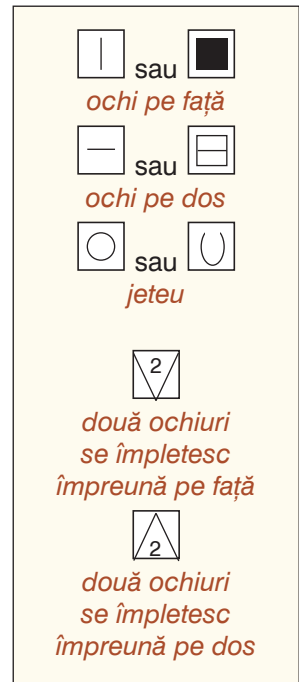 sau
ochi pe față
sau
ochi pe dos
sau
jeteu
2
două ochiuri
se împletesc
împreună pe față
2
două ochiuri
se împletesc
împreună pe dos